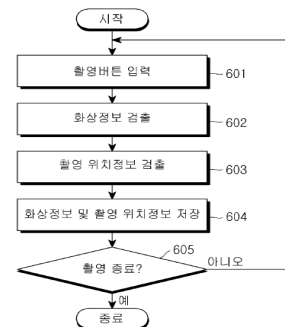 시작
촬영버튼 입력
601
화상정보 검출
602
촬영 위치정보 검출
603
화상정보 및 촬영 위치정보 저장
604
605
촬영 종료?
아니오
예
종료